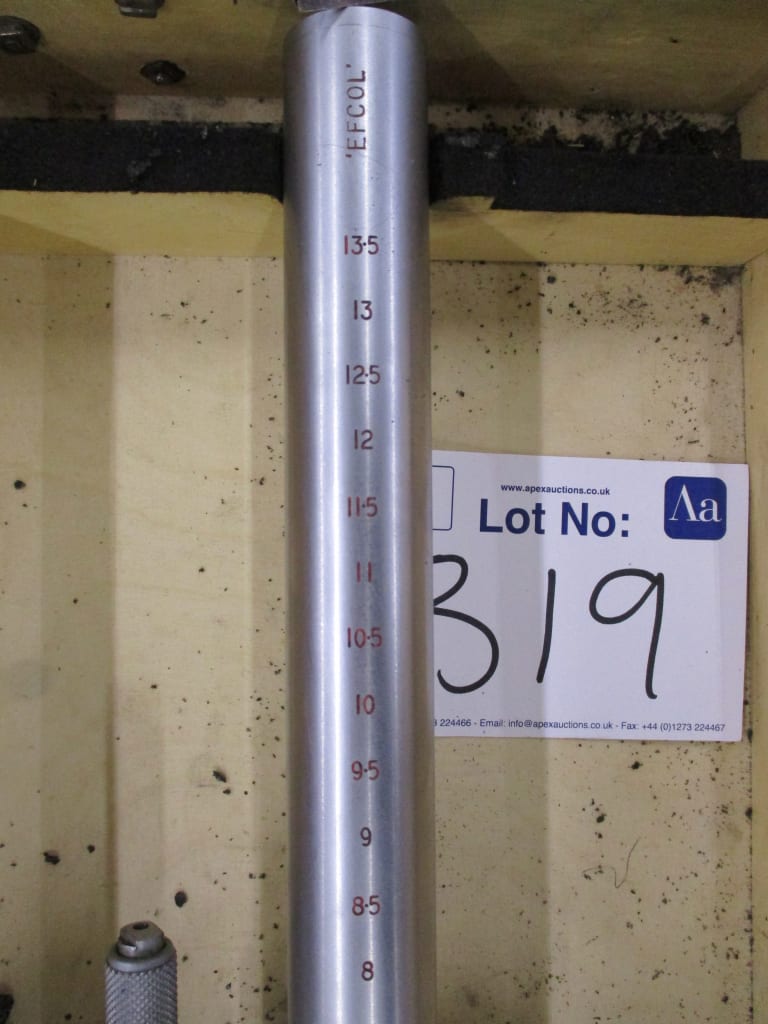 'EFCOL'
13·5
13
12·5
12
11·5
11
10·5
10
9·5
9
8·5
8
www.apexauctions.co.uk
Lot No:
Aa
319
224466 - Email: info@apexauctions.co.uk - Fax: +44 (0)1273 224467